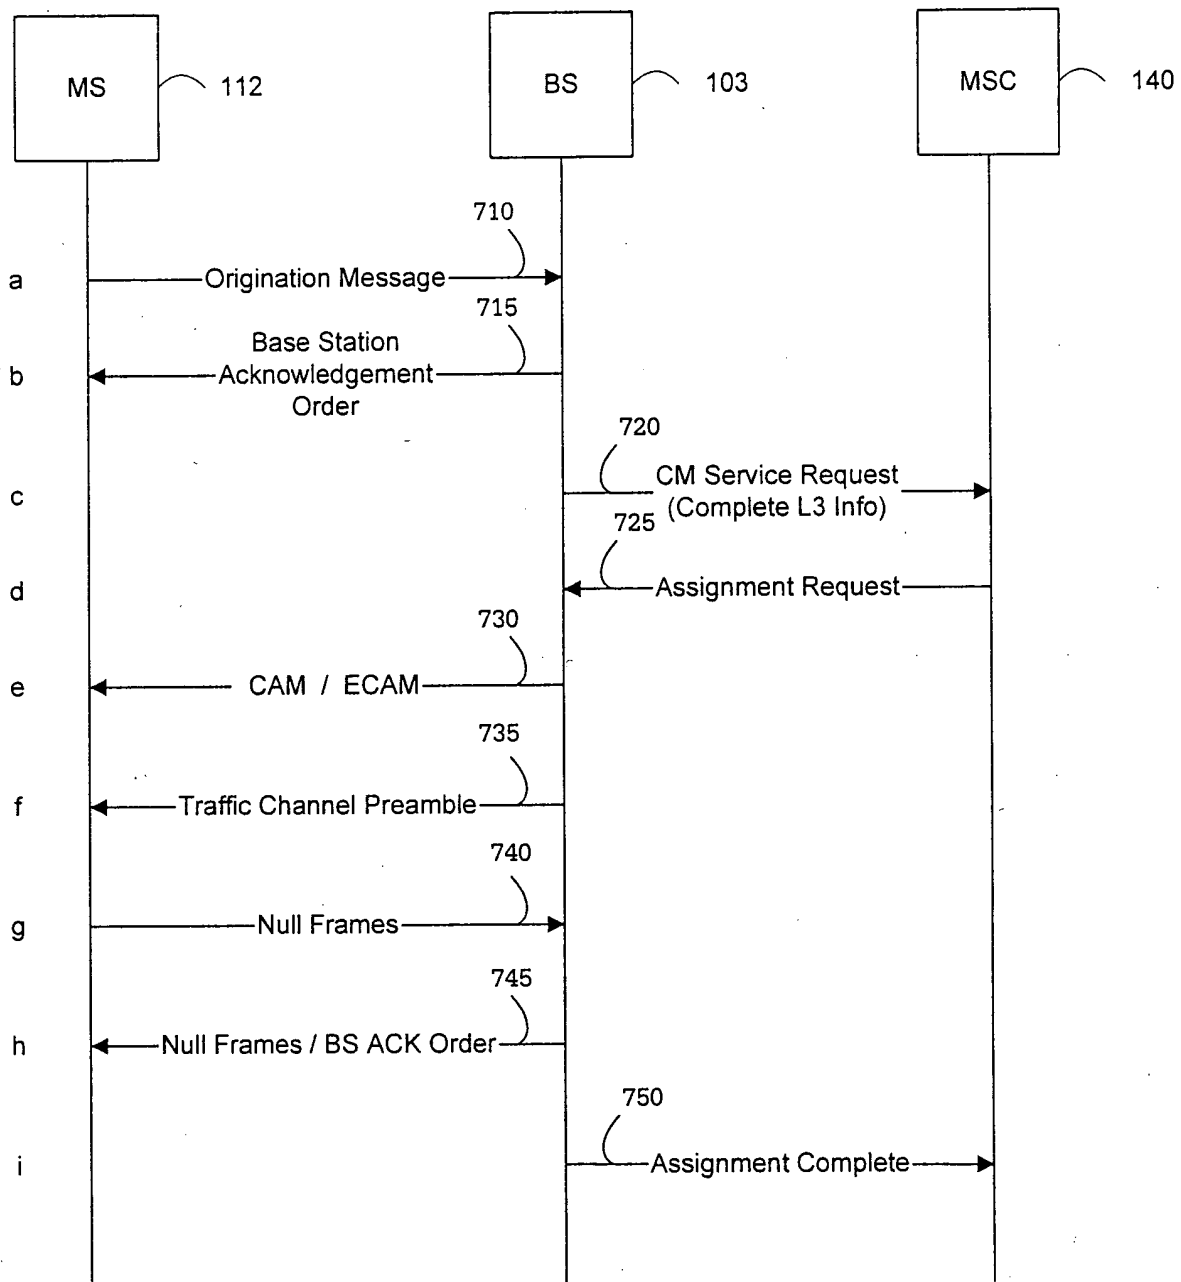 MS
112
BS
103
MSC
140
710
a
Origination Message
715
Base Station
b
Acknowledgement
Order
720
c
CM Service Request
(Complete L3 Info)
725
d
Assignment Request
730
e
CAM / ECAM
735
f
Traffic Channel Preamble
740
g
Null Frames
745
h
Null Frames / BS ACK Order
750
i
Assignment Complete